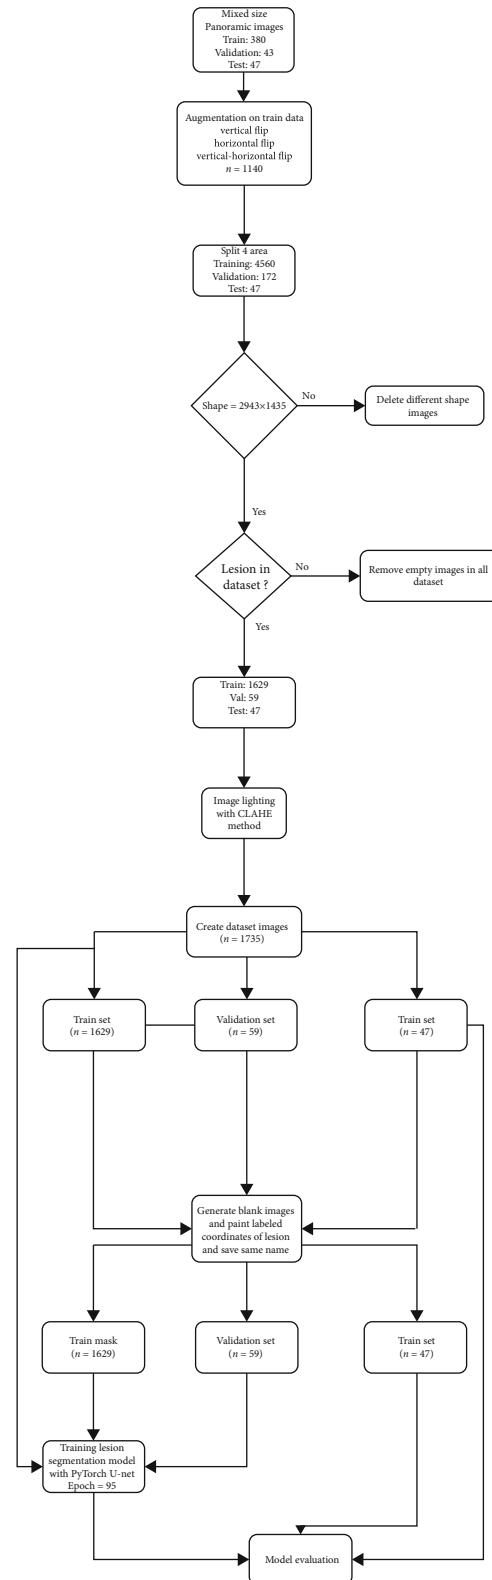 Mixed size
Panoramic images
Train: 380
Validation: 43
Test: 47
Augmentation on train data
vertical flip
horizontal flip
vertical-horizontal flip
n = 1140
Split 4 area
Training: 4560
Validation: 172
Test: 47
Shape = 2943×1435
No
Delete different shape
images
Yes
Lesion in
dataset ?
No
Remove empty images in all
dataset
Yes
Train: 1629
Val: 59
Test: 47
Image lighting
with CLAHE
method
Create dataset images
(n = 1735)
Train set
(n = 1629)
Validation set
(n = 59)
Train set
(n = 47)
Generate blank images
and paint labeled
coordinates of lesion
and save same name
Train mask
(n = 1629)
Validation set
(n = 59)
Train set
(n = 47)
Training lesion
segmentation model
with PyTorch U-net
Epoch = 95
Model evaluation